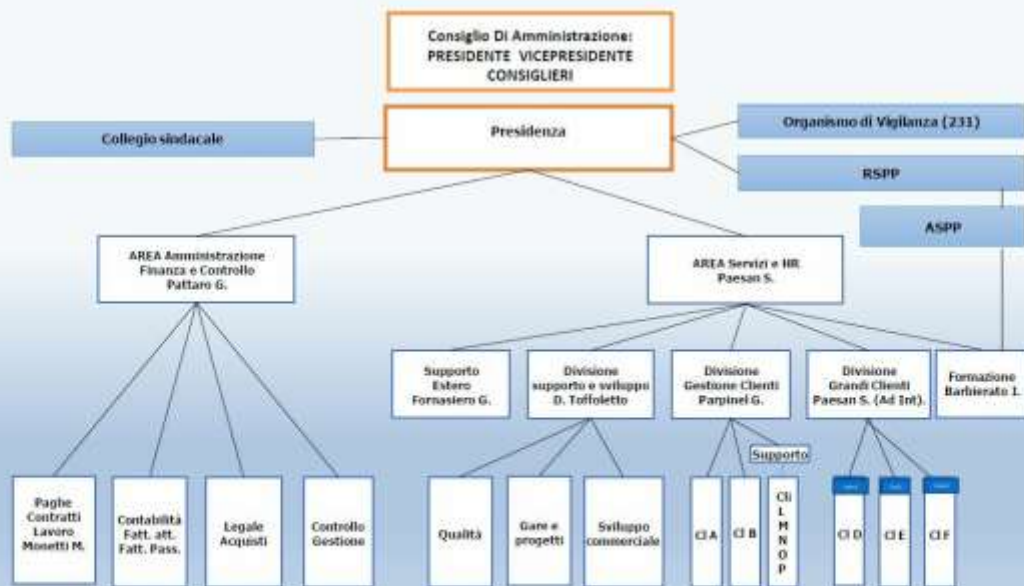 Consiglio Di Amministrazione:
PRESIDENTE VICEPRESIDENTE
CONSIGLIERI
Presidenza
Collegio sindacale
Organismo di Vigilanza (231)
RSPP
ASPP
AREA Amministrazione
Finanza e Controllo
Pattaro G.
AREA Servizi e HR
Paesan S.
Supporto
Estero
Fornasiero G.
Divisione
supporto e sviluppo
D. Toffoletto
Divisione
Gestione Clienti
Parpinel G.
Divisione
Grandi Clienti
Paesan S. (Ad Int).
Formazione
Barbierato I.
Supporto
Paghe
Contratti
Lavoro
Monetti M.
Contabilità
Fatt. att.
Fatt. Pass.
Legale
Acquisti
Controllo
Gestione
Qualità
Gare e
progetti
Sviluppo
commerciale
Cl A
Cl B
Cli
L
M
N
O
P
Cl D
Cl E
Cl F